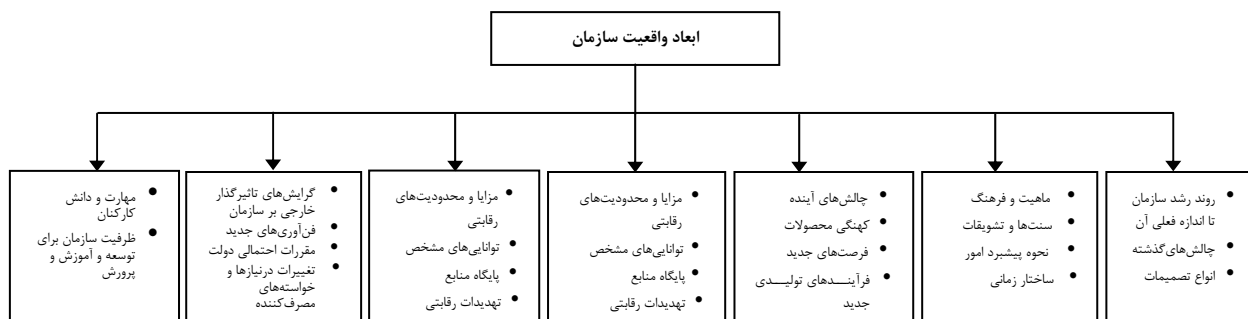 ابعاد واقعیت سازمان
روند رشد سازمان
تا اندازه فعلی آن
چالش‌های‌گذشته
انواع تصمیمات
ماهیت و فرهنگ
سنت‌ها و تشویقات
نحوه پیشبرد امور
ساختار زمانی
چالش‌های آینده
کهنگی محصولات
فرصت‌های جدید
فرآینــدهای تولیــدی
جدید
مزایا و محدودیت‌های
رقابتی
توانایی‌های مشخص
پایگاه منابع
تهدیدات رقابتی
مزایا و محدودیت‌های
رقابتی
توانایی‌های مشخص
پایگاه منابع
تهدیدات رقابتی
گرایش‌های تاثیرگذار
خارجی بر سازمان
فن‌آوری‌های جدید
مقررات احتمالی دولت
تغییرات درنیازها و
خواسته‌های
مصرف‌کننده
مهارت و دانش
کارکنان
ظرفیت سازمان برای
توسعه و آموزش و
پرورش